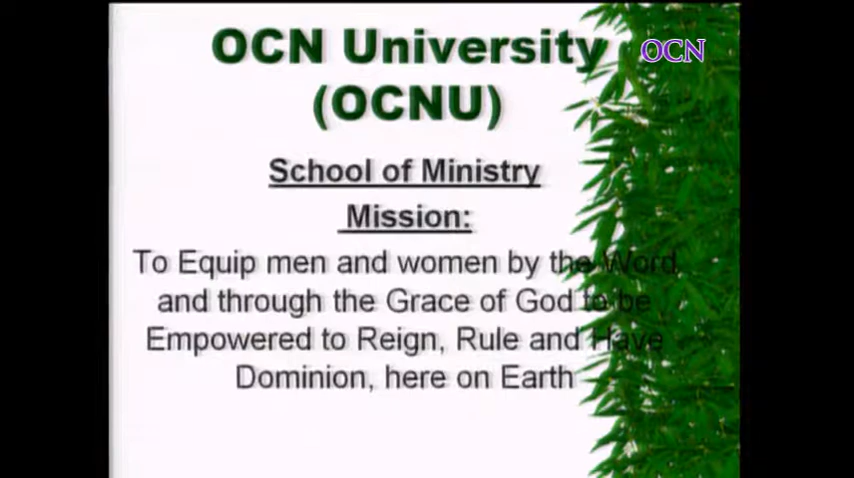 OCN University
OCN
(OCNU)
School of Ministry
Mission:
To Equip men and women by the Word
and through the Grace of God to be
Empowered to Reign, Rule and Have
Dominion, here on Earth